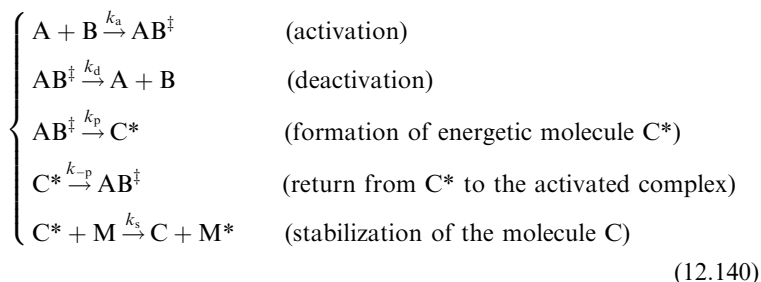 A + B →kₐ AB‡ (activation)
AB‡ →k_d A + B (deactivation)
AB‡ →k_p C* (formation of energetic molecule C*)
C* →k_−p AB‡ (return from C* to the activated complex)
C* + M →k_s C + M* (stabilization of the molecule C)
(12.140)